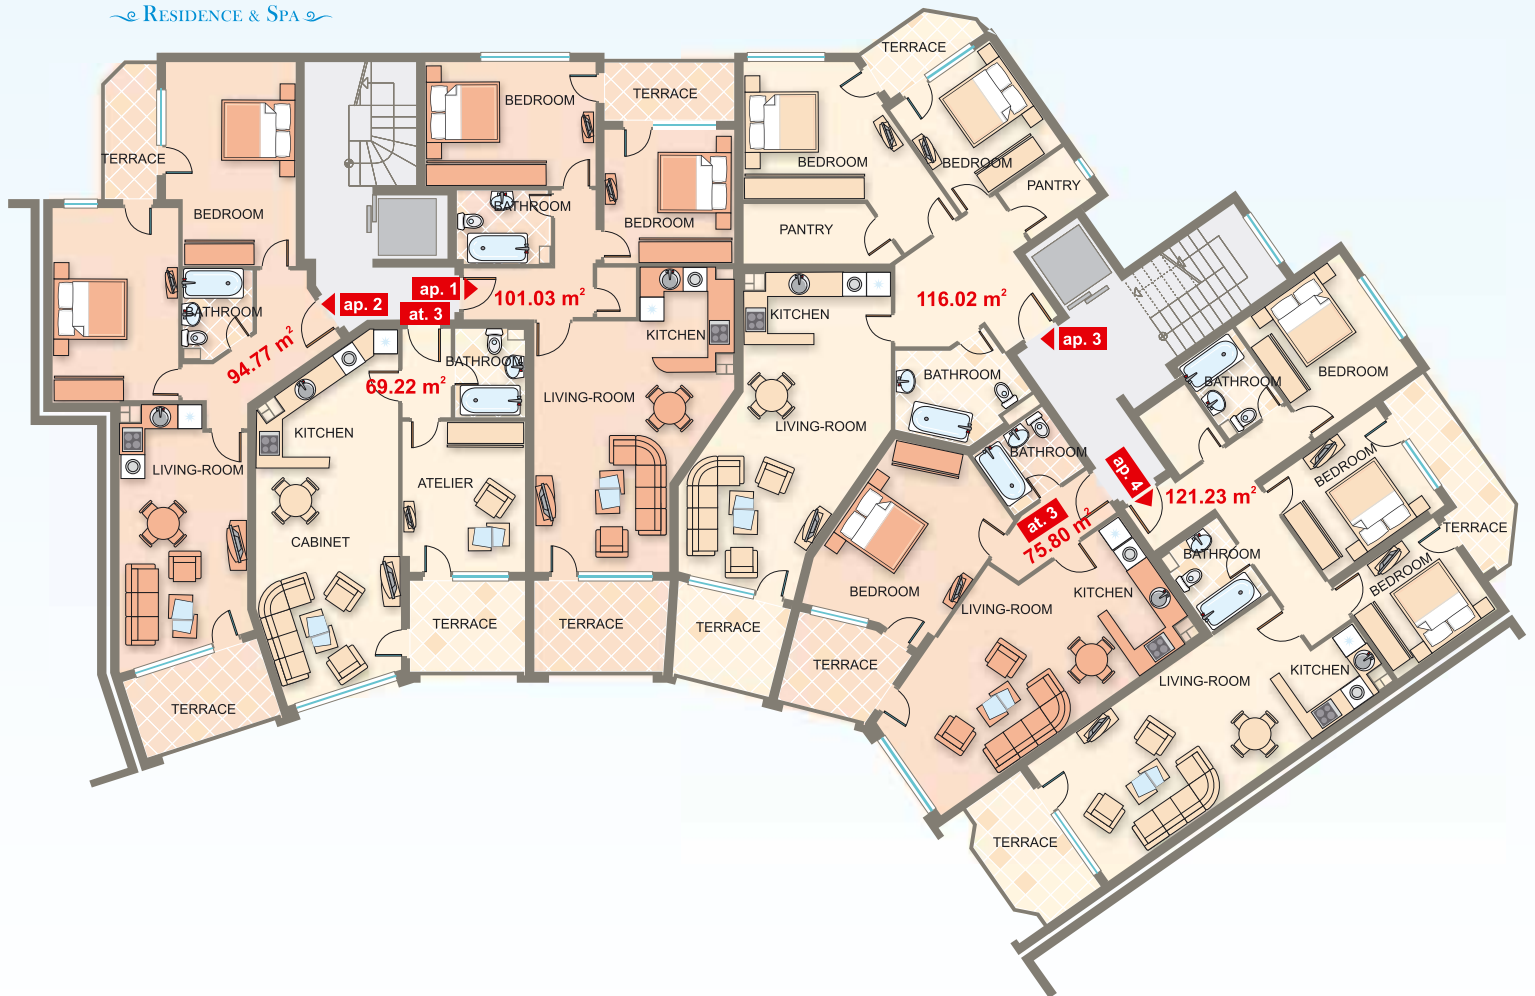 RESIDENCE & SPA
TERRACE
BEDROOM
BEDROOM
TERRACE
BEDROOM
BATHROOM
BEDROOM
TERRACE
BEDROOM
BEDROOM
PANTRY
PANTRY
BATHROOM
ap. 2
ap. 1
at. 3
101.03 m²
94.77 m²
69.22 m²
BATHROOM
KITCHEN
KITCHEN
116.02 m²
ap. 3
BATHROOM
BATHROOM
BEDROOM
LIVING-ROOM
LIVING-ROOM
KITCHEN
LIVING-ROOM
ATELIER
CABINET
BATHROOM
ap. 4
121.23 m²
at. 3
75.80 m²
BEDROOM
TERRACE
BATHROOM
BEDROOM
BEDROOM
LIVING-ROOM
KITCHEN
TERRACE
TERRACE
TERRACE
TERRACE
TERRACE
LIVING-ROOM
KITCHEN
TERRACE